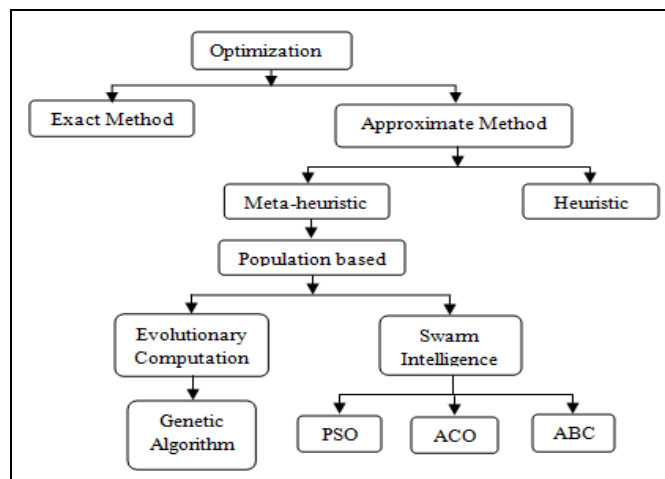 Optimization
Exact Method
Approximate Method
Meta-heuristic
Heuristic
Population based
Evolutionary
Computation
Swarm
Intelligence
Genetic
Algorithm
PSO
ACO
ABC